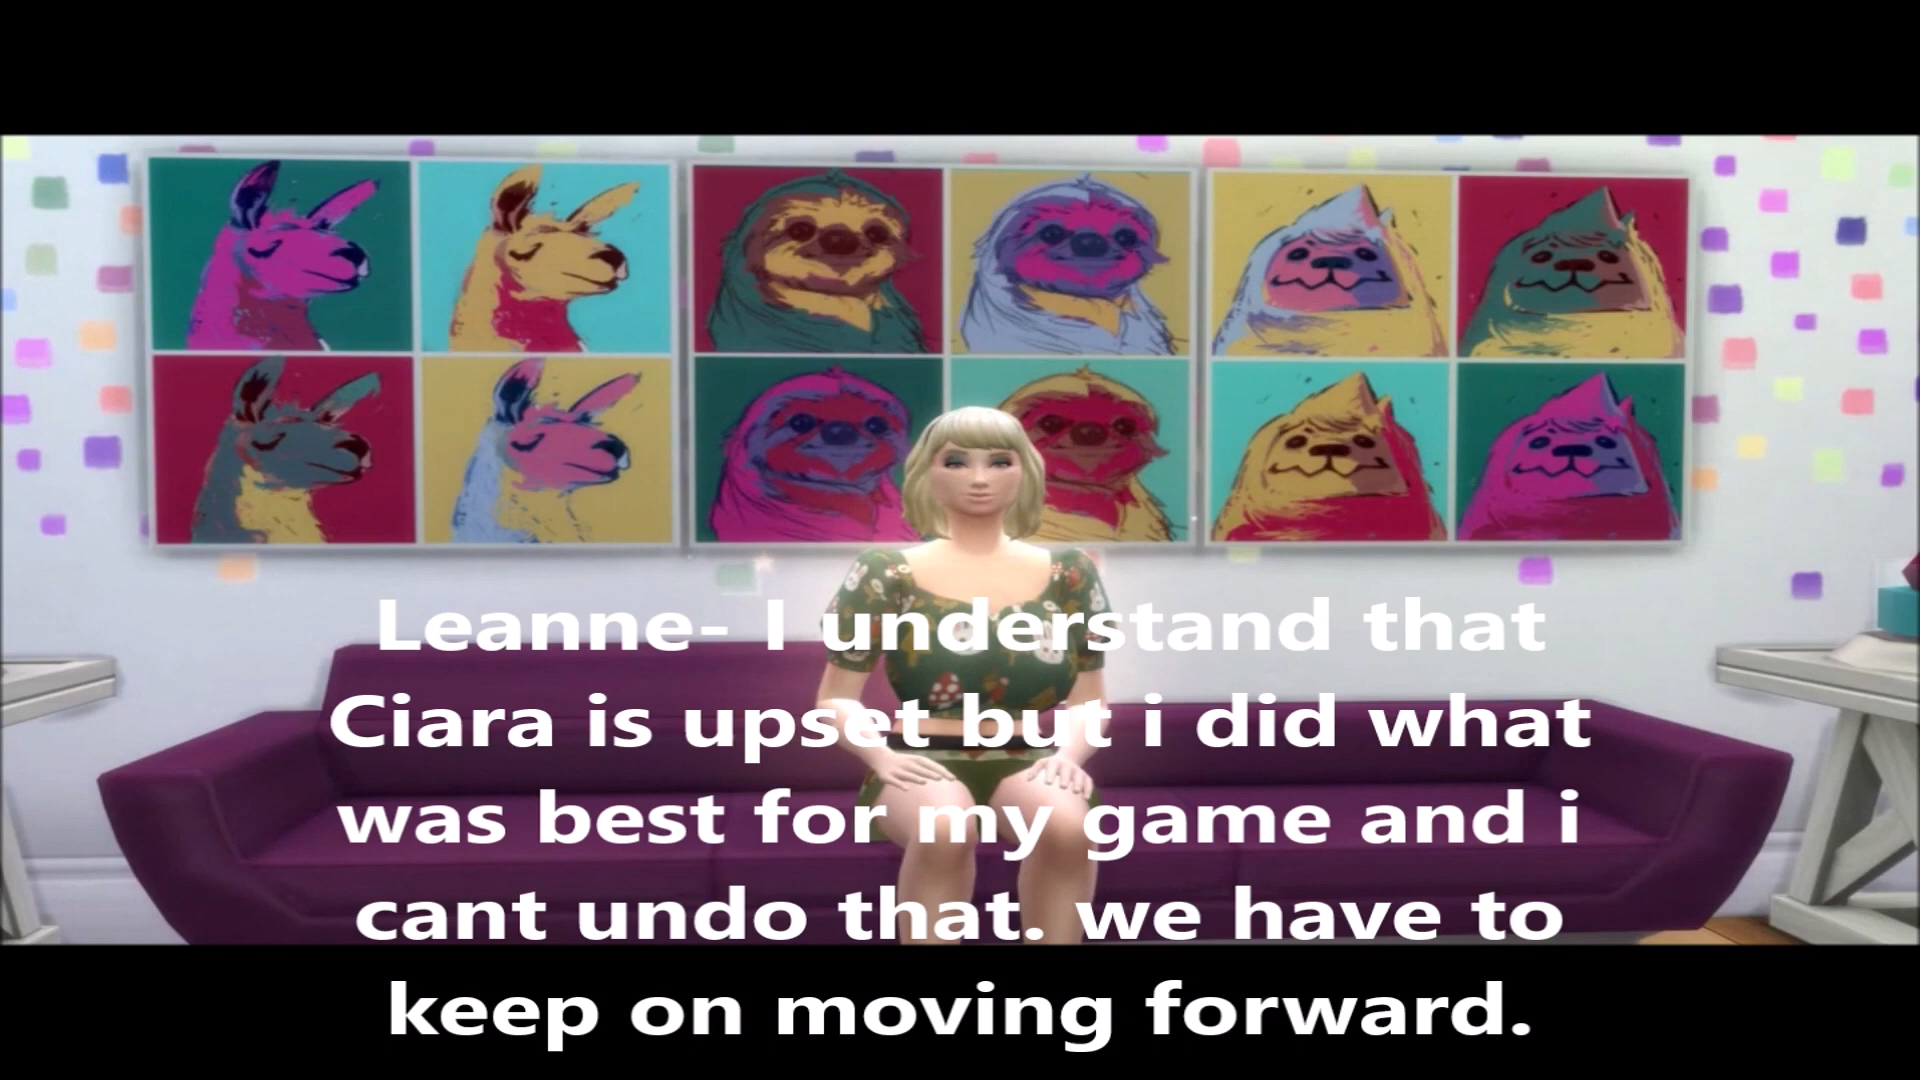 Leanne- I understand that
Ciara is upset but i did what
was best for my game and i
cant undo that. we have to
keep on moving forward.